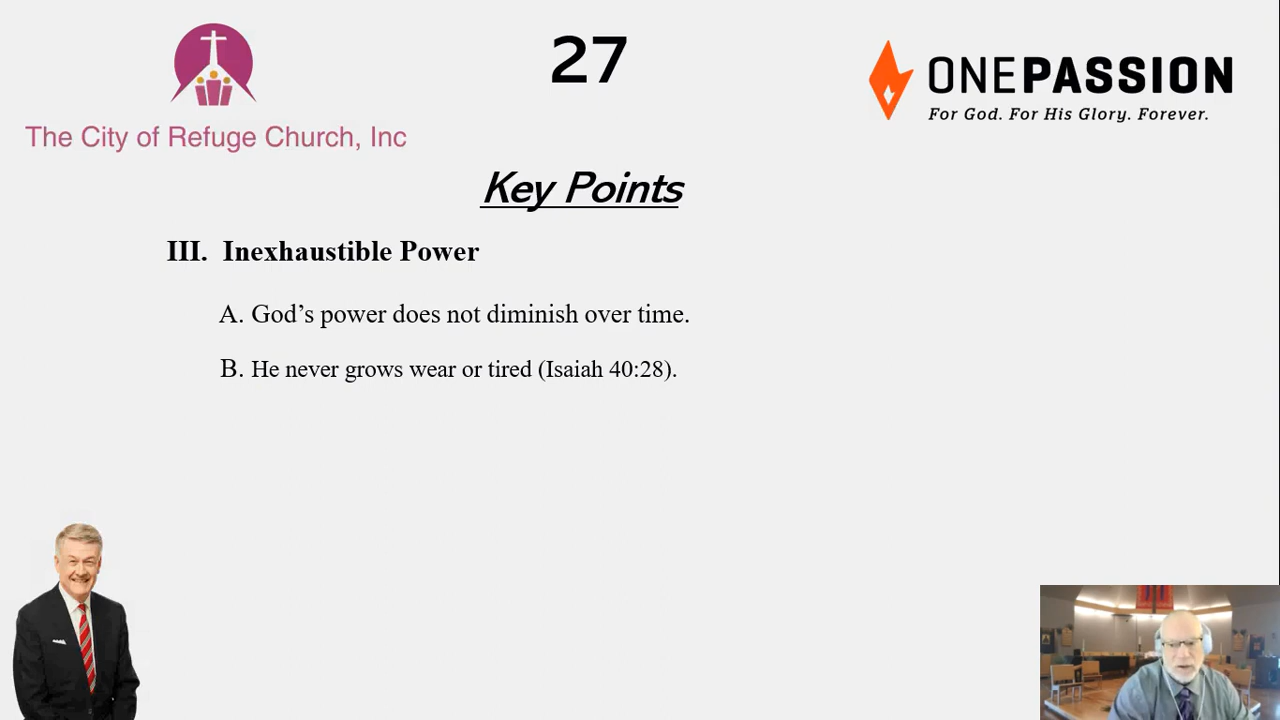 27
ONEPASSION
For God. For His Glory. Forever.
The City of Refuge Church, Inc
Key Points
III. Inexhaustible Power
A. God’s power does not diminish over time.
B. He never grows wear or tired (Isaiah 40:28).